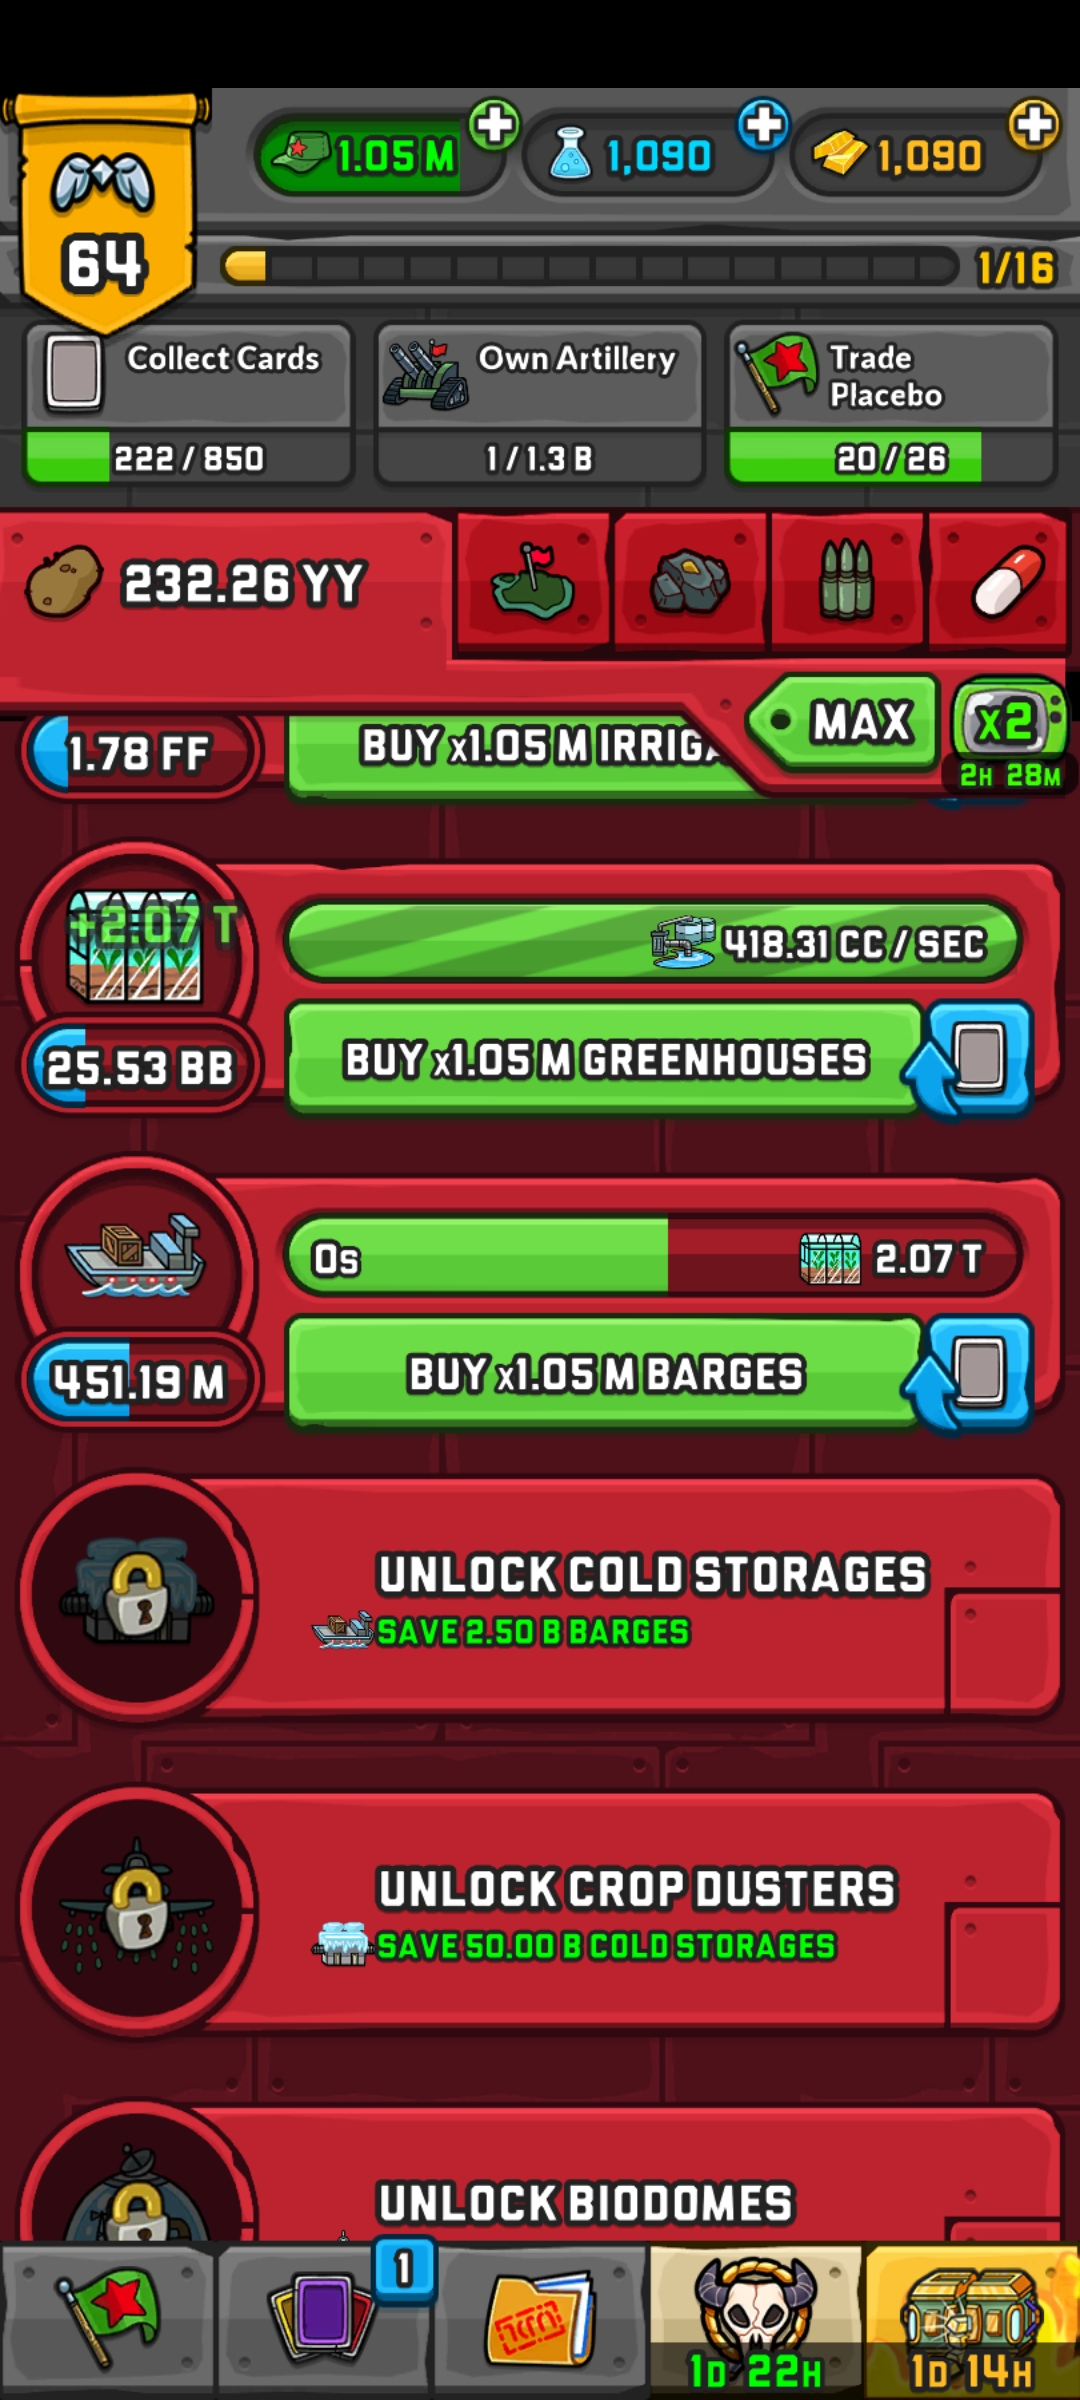 64
1.05 M
1,090
1,090
1/16
Collect Cards
222 / 850
Own Artillery
1 / 1.3 B
Trade
Placebo
20 / 26
232.26 YY
MAX
x2
2H 28M
1.78 FF
BUY x1.05 M IRRIGA
+2.07 T
418.31 CC / SEC
25.53 BB
BUY x1.05 M GREENHOUSES
0s
2.07 T
451.19 M
BUY x1.05 M BARGES
UNLOCK COLD STORAGES
SAVE 2.50 B BARGES
UNLOCK CROP DUSTERS
SAVE 50.00 B COLD STORAGES
UNLOCK BIODOMES
1
1D 22H
1D 14H